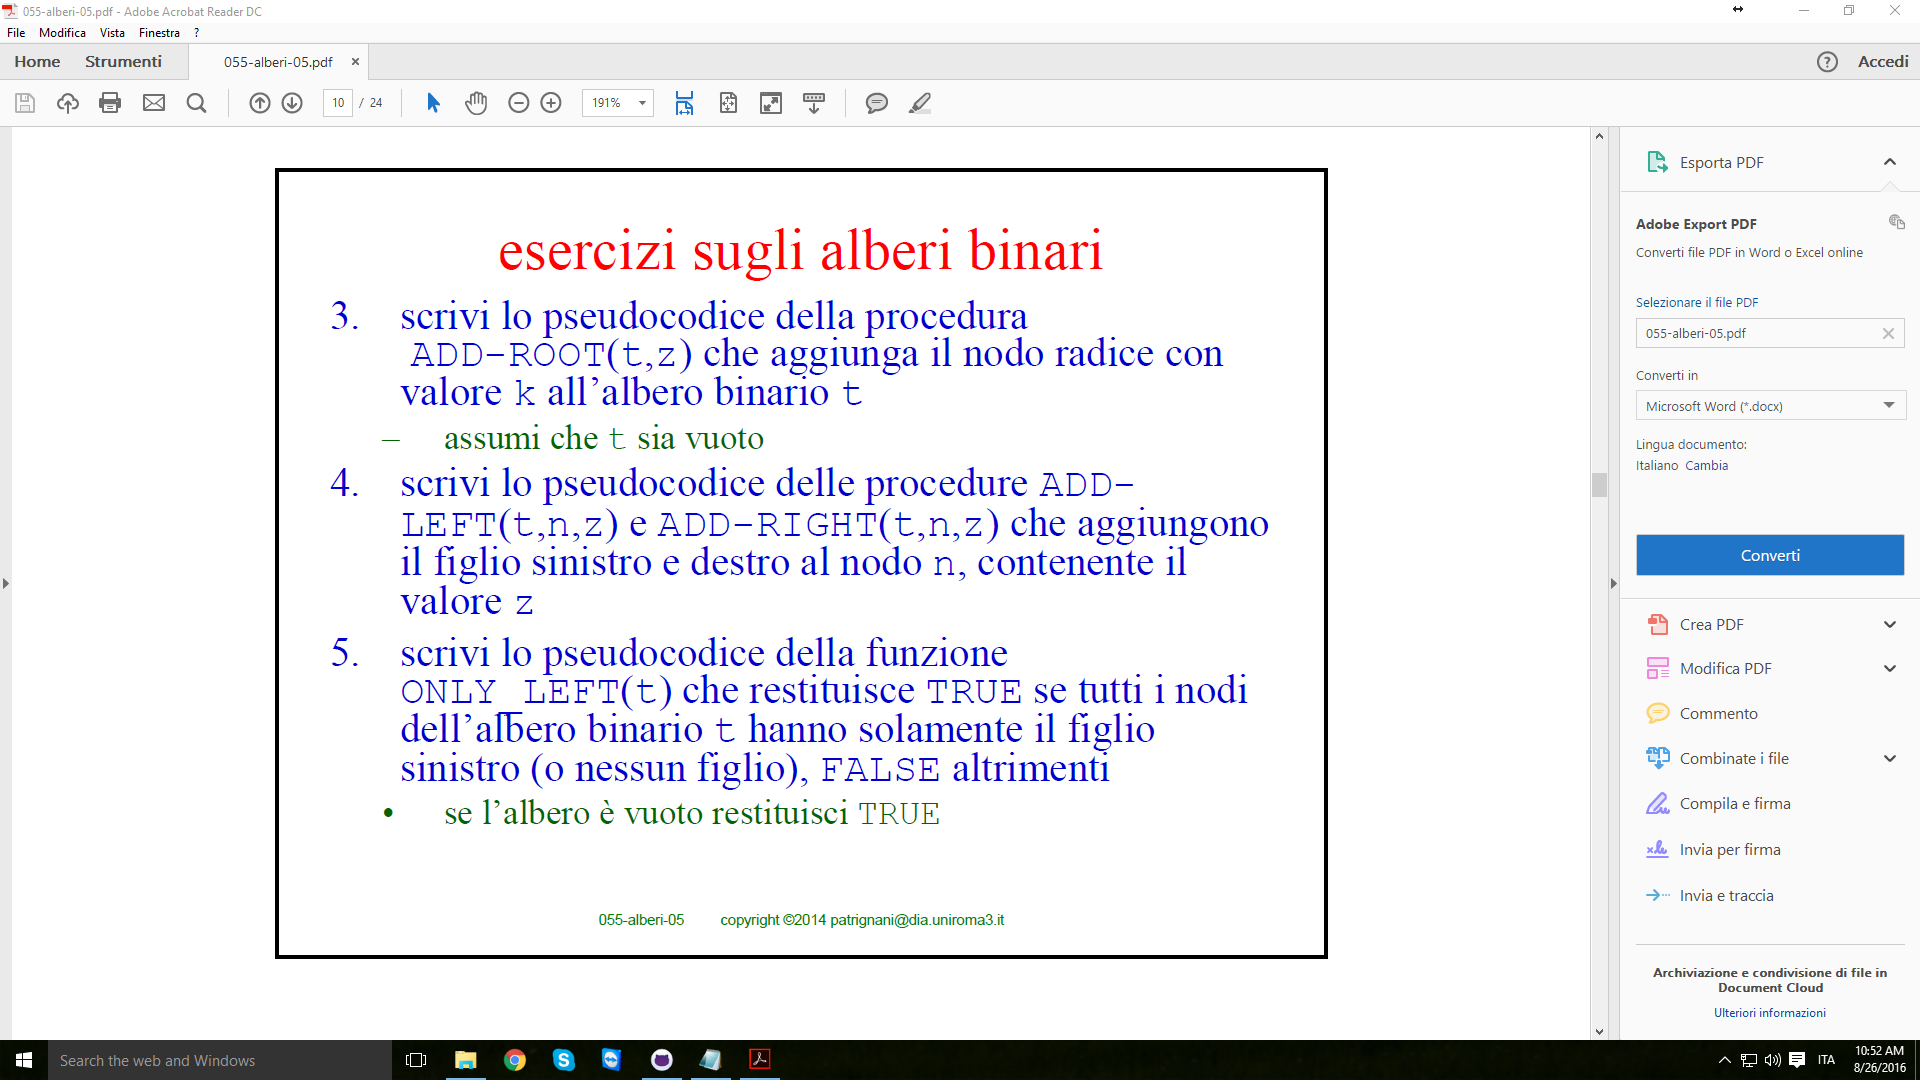 055-alberi-05.pdf - Adobe Acrobat Reader DC
File Modifica Vista Finestra ?
Home Strumenti 055-alberi-05.pdf × ? Accedi
10 / 24 191%
esercizi sugli alberi binari
3. scrivi lo pseudocodice della procedura
ADD-ROOT(t,z) che aggiunga il nodo radice con
valore k all'albero binario t
– assumi che t sia vuoto
4. scrivi lo pseudocodice delle procedure ADD-
LEFT(t,n,z) e ADD-RIGHT(t,n,z) che aggiungono
il figlio sinistro e destro al nodo n, contenente il
valore z
5. scrivi lo pseudocodice della funzione
ONLY_LEFT(t) che restituisce TRUE se tutti i nodi
dell'albero binario t hanno solamente il figlio
sinistro (o nessun figlio), FALSE altrimenti
• se l'albero è vuoto restituisci TRUE
055-alberi-05 copyright ©2014 patrignani@dia.uniroma3.it
Esporta PDF
Adobe Export PDF
Converti file PDF in Word o Excel online
Selezionare il file PDF
055-alberi-05.pdf
Converti in
Microsoft Word (*.docx)
Lingua documento:
Italiano Cambia
Converti
Crea PDF
Modifica PDF
Commento
Combinate i file
Compila e firma
Invia per firma
Invia e traccia
Archiviazione e condivisione di file in
Document Cloud
Ulteriori informazioni
Search the web and Windows
ITA
10:52 AM
8/26/2016